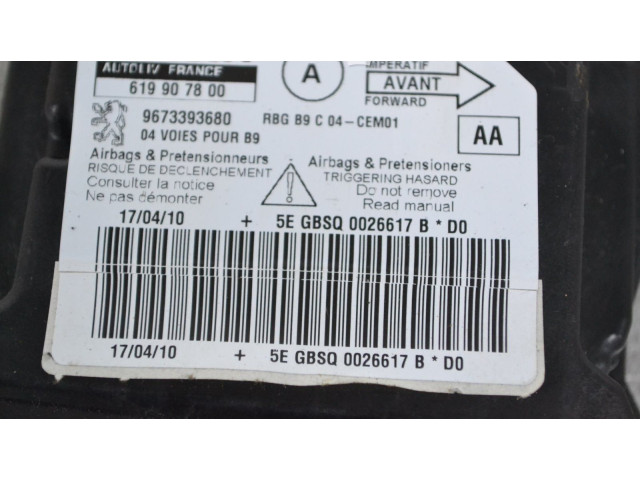 IMPERATIF
AUTOLIV FRANCE
A
AVANT
619 90 78 00
FORWARD
9673393680
RBG B9 C 04-CEM01
04 VOIES POUR B9
AA
Airbags & Pretensionneurs
RISQUE DE DECLENCHEMENT
Consulter la notice
Ne pas démonter
Airbags & Pretensioners
TRIGGERING HASARD
Do not remove
Read manual
17/04/10 + 5E GBSQ 0026617 B * D0
17/04/10 + 5E GBSQ 0026617 B * D0